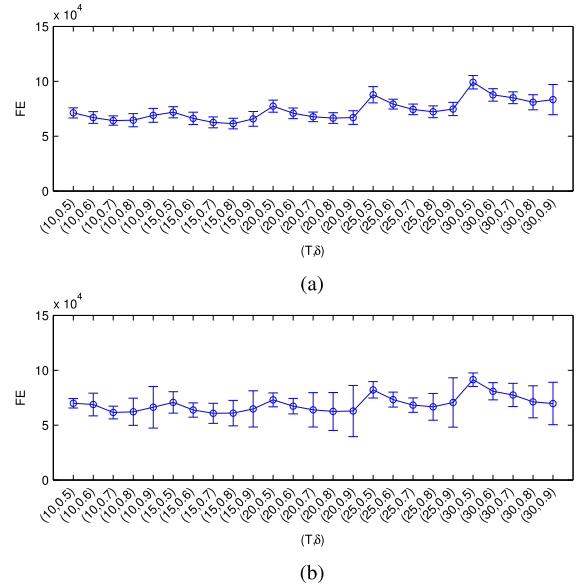 x 10^4
15
10
5
0
FE
(10,0.5) (10,0.6) (10,0.7) (10,0.8) (10,0.9) (15,0.5) (15,0.6) (15,0.7) (15,0.8) (15,0.9) (20,0.5) (20,0.6) (20,0.7) (20,0.8) (20,0.9) (25,0.5) (25,0.6) (25,0.7) (25,0.8) (25,0.9) (30,0.5) (30,0.6) (30,0.7) (30,0.8) (30,0.9)
(T,δ)
(a)
x 10^4
15
10
5
0
FE
(10,0.5) (10,0.6) (10,0.7) (10,0.8) (10,0.9) (15,0.5) (15,0.6) (15,0.7) (15,0.8) (15,0.9) (20,0.5) (20,0.6) (20,0.7) (20,0.8) (20,0.9) (25,0.5) (25,0.6) (25,0.7) (25,0.8) (25,0.9) (30,0.5) (30,0.6) (30,0.7) (30,0.8) (30,0.9)
(T,δ)
(b)